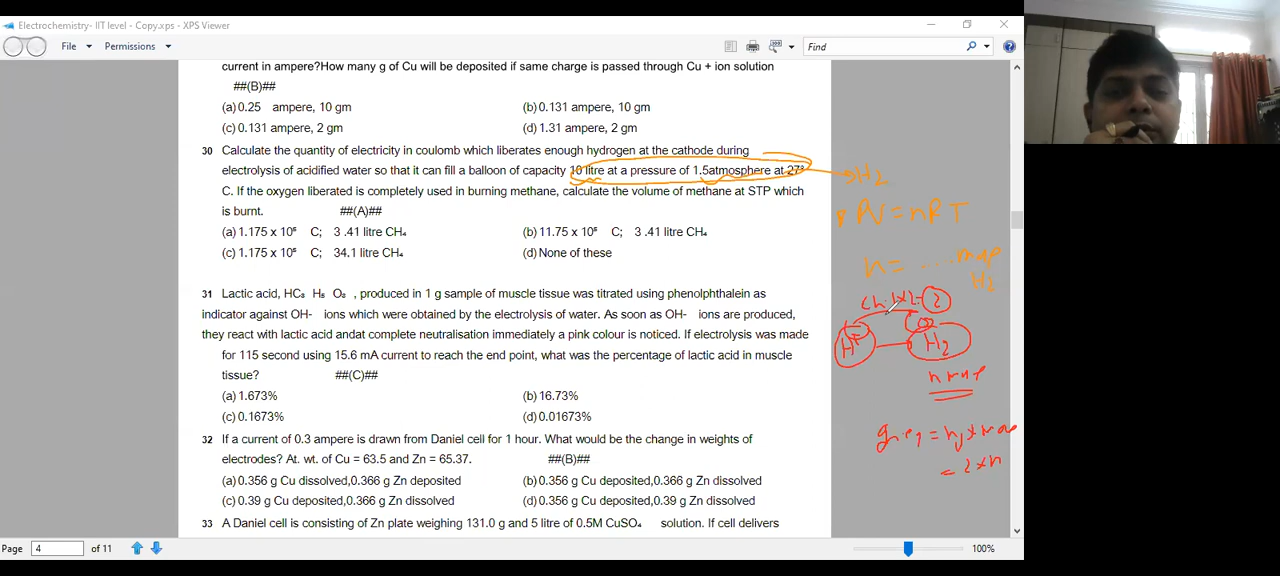 Electrochemistry- IIT level - Copy.xps - XPS Viewer
File Permissions Find
current in ampere?How many g of Cu will be deposited if same charge is passed through Cu + ion solution
##(B)##
(a) 0.25 ampere, 10 gm (b) 0.131 ampere, 10 gm
(c) 0.131 ampere, 2 gm (d) 1.31 ampere, 2 gm
30 Calculate the quantity of electricity in coulomb which liberates enough hydrogen at the cathode during
electrolysis of acidified water so that it can fill a balloon of capacity 10 litre at a pressure of 1.5atmosphere at 27°
C. If the oxygen liberated is completely used in burning methane, calculate the volume of methane at STP which
is burnt. ##(A)##
(a) 1.175 x 10⁵ C; 3 .41 litre CH₄ (b) 11.75 x 10⁵ C; 3 .41 litre CH₄
(c) 1.175 x 10⁵ C; 34.1 litre CH₄ (d) None of these
31 Lactic acid, HC₃ H₅ O₃ , produced in 1 g sample of muscle tissue was titrated using phenolphthalein as
indicator against OH- ions which were obtained by the electrolysis of water. As soon as OH- ions are produced,
they react with lactic acid andat complete neutralisation immediately a pink colour is noticed. If electrolysis was made
for 115 second using 15.6 mA current to reach the end point, what was the percentage of lactic acid in muscle
tissue? ##(C)##
(a) 1.673% (b) 16.73%
(c) 0.1673% (d) 0.01673%
32 If a current of 0.3 ampere is drawn from Daniel cell for 1 hour. What would be the change in weights of
electrodes? At. wt. of Cu = 63.5 and Zn = 65.37. ##(B)##
(a) 0.356 g Cu dissolved,0.366 g Zn deposited (b) 0.356 g Cu deposited,0.366 g Zn dissolved
(c) 0.39 g Cu deposited,0.366 g Zn dissolved (d) 0.356 g Cu deposited,0.39 g Zn dissolved
33 A Daniel cell is consisting of Zn plate weighing 131.0 g and 5 litre of 0.5M CuSO₄ solution. If cell delivers
H₂
PV = nRT
n =
H₂
2
H⁺ H₂
= 2 × n
Page 4 of 11 100%